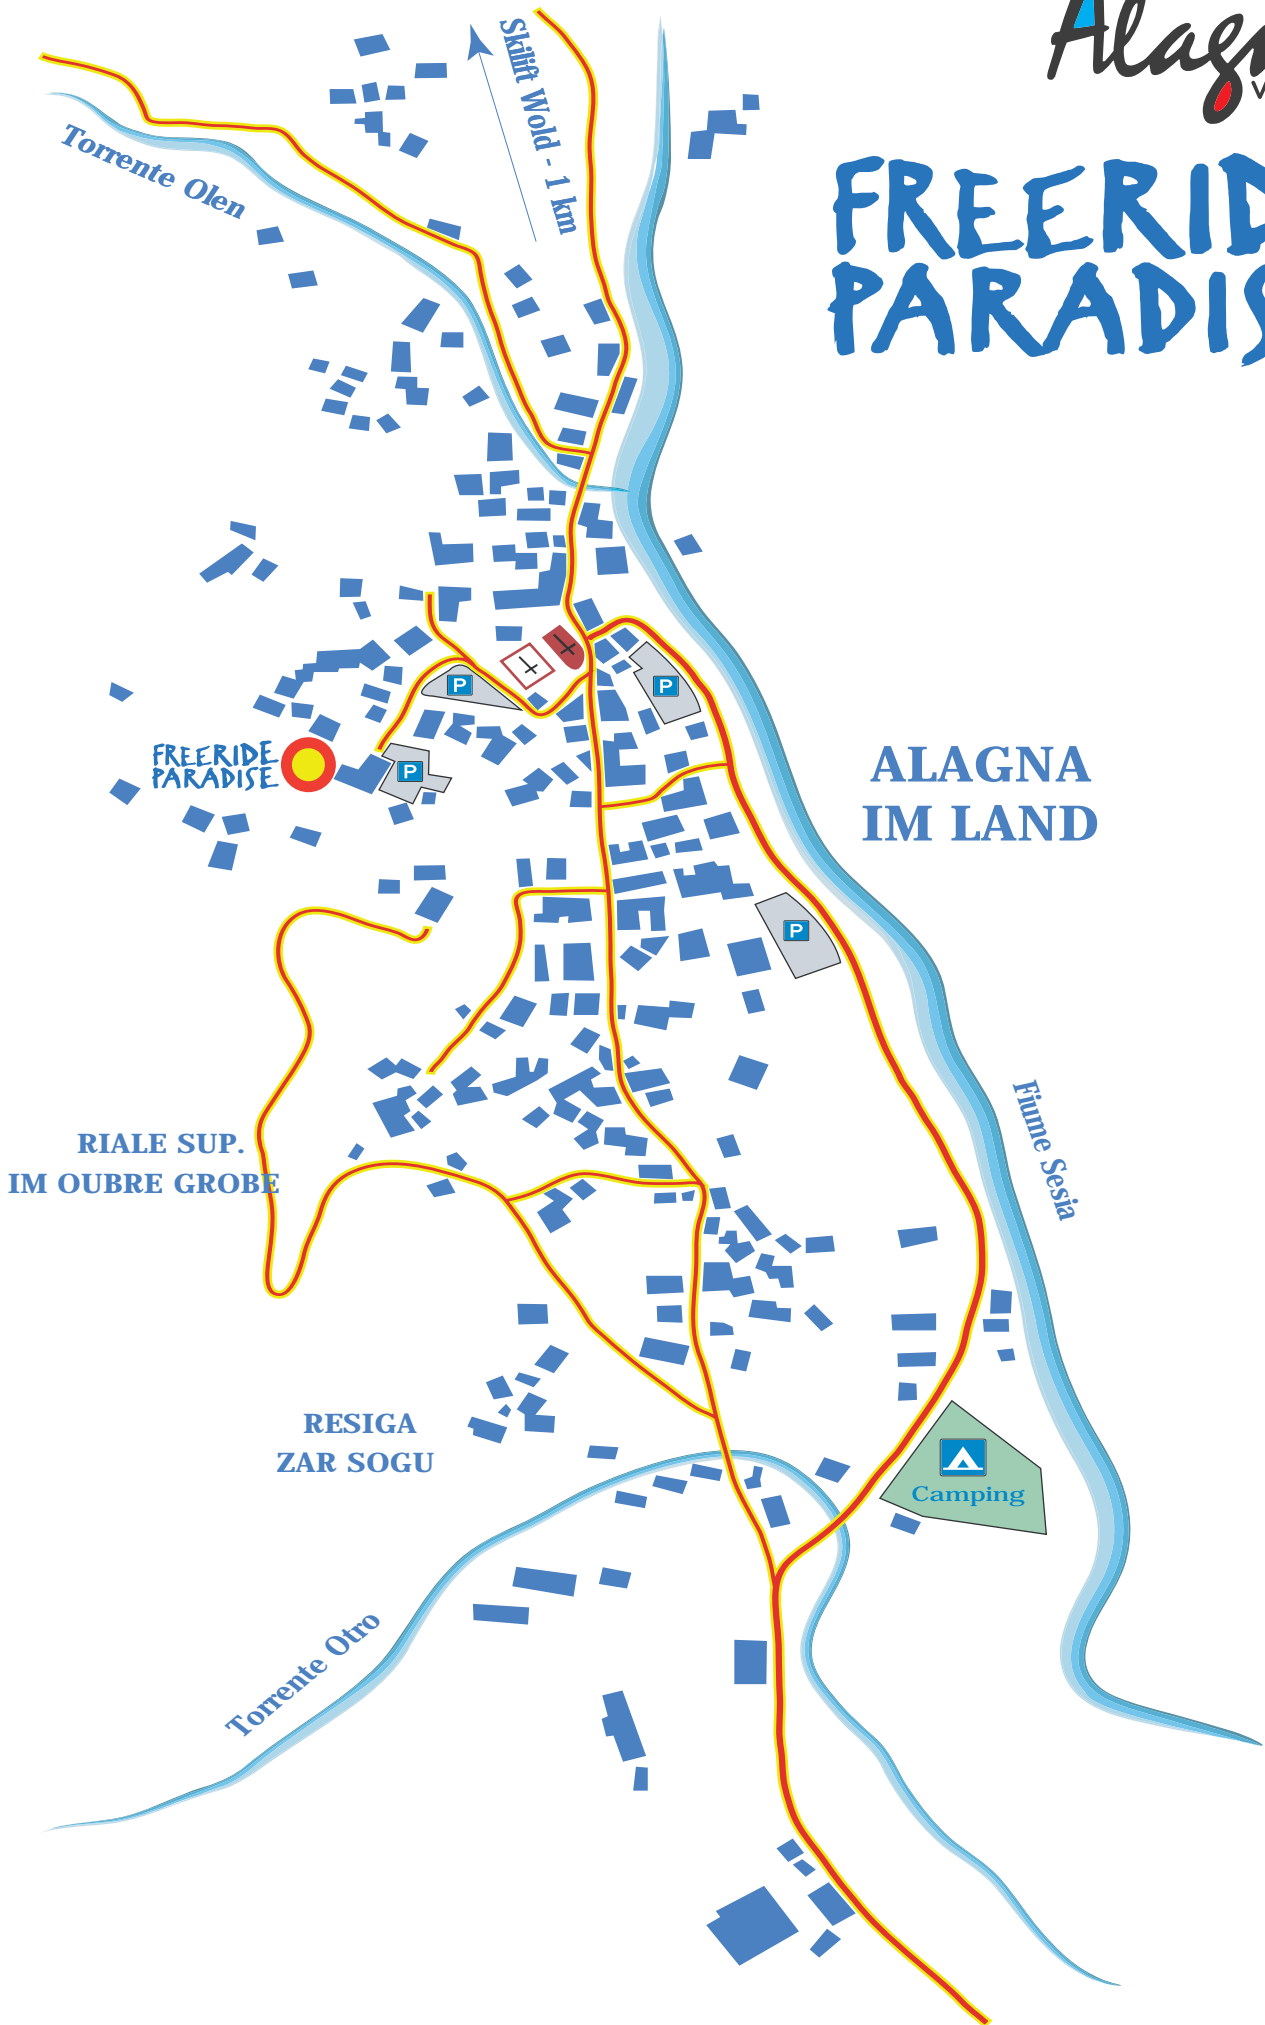 Skilift Wold - 1 km
Torrente Olen
FREERIDE
PARADISE
P
P
FREERIDE
PARADISE
P
ALAGNA
IM LAND
P
Fiume Sesia
RIALE SUP.
IM OUBRE GROBE
RESIGA
ZAR SOGU
Camping
Torrente Otro